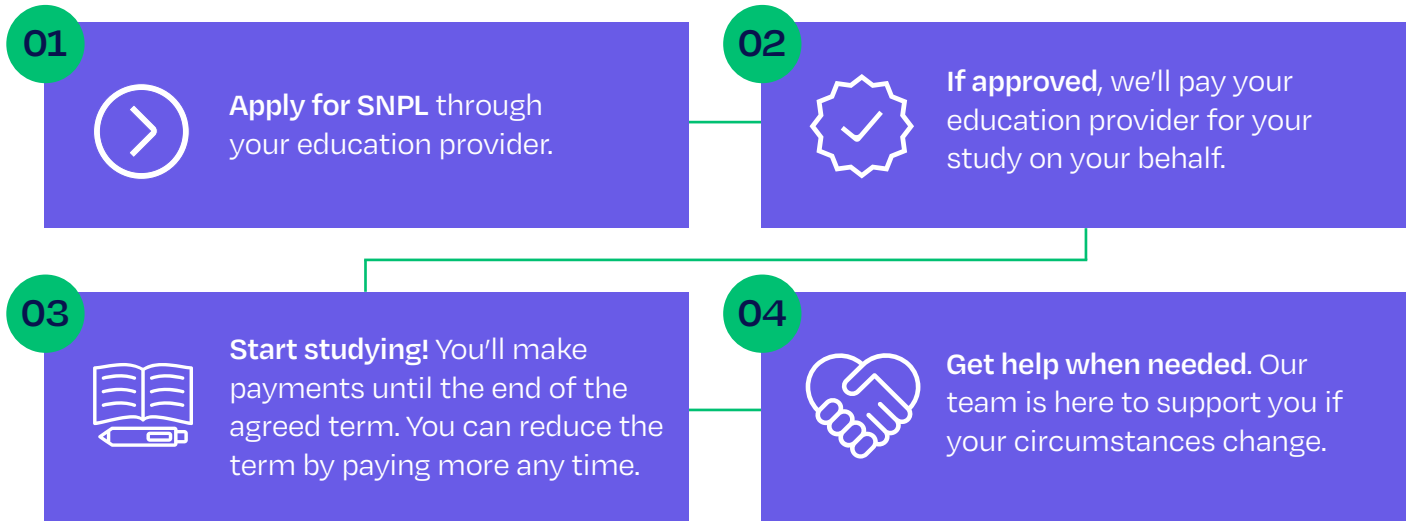 01
Apply for SNPL through
your education provider.
02
If approved, we’ll pay your
education provider for your
study on your behalf.
03
Start studying! You’ll make
payments until the end of the
agreed term. You can reduce the
term by paying more any time.
04
Get help when needed. Our
team is here to support you if
your circumstances change.